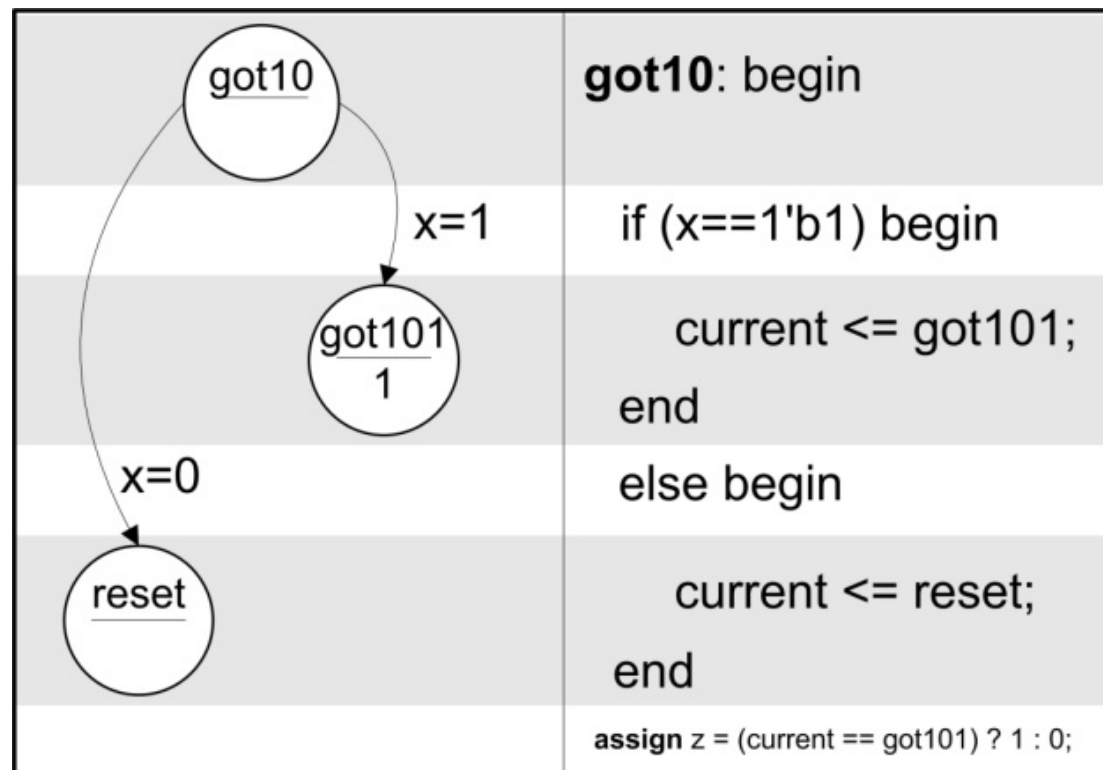 got10
x=1
got101
1
x=0
reset
got10: begin
if (x==1'b1) begin
current <= got101;
end
else begin
current <= reset;
end
assign z = (current == got101) ? 1 : 0;